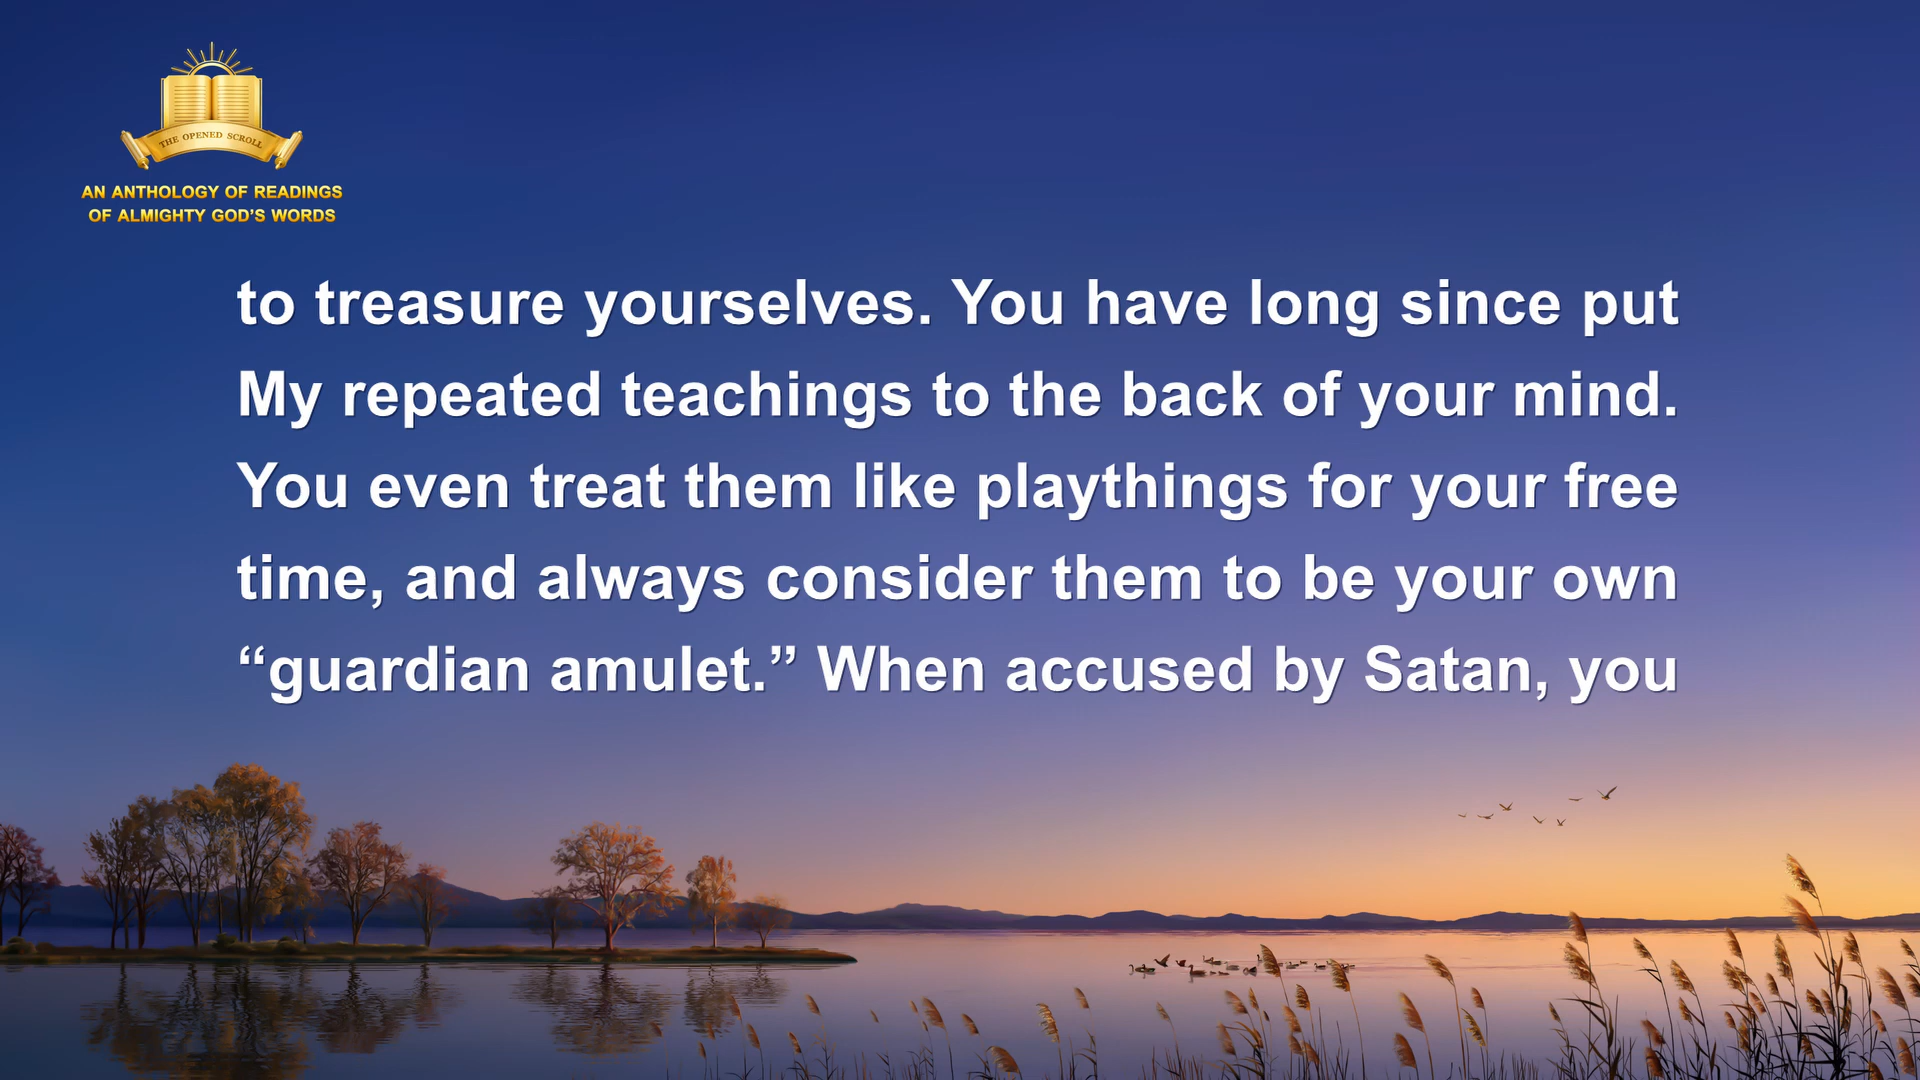 THE OPENED SCROLL
AN ANTHOLOGY OF READINGS
OF ALMIGHTY GOD’S WORDS
to treasure yourselves. You have long since put
My repeated teachings to the back of your mind.
You even treat them like playthings for your free
time, and always consider them to be your own
“guardian amulet.” When accused by Satan, you